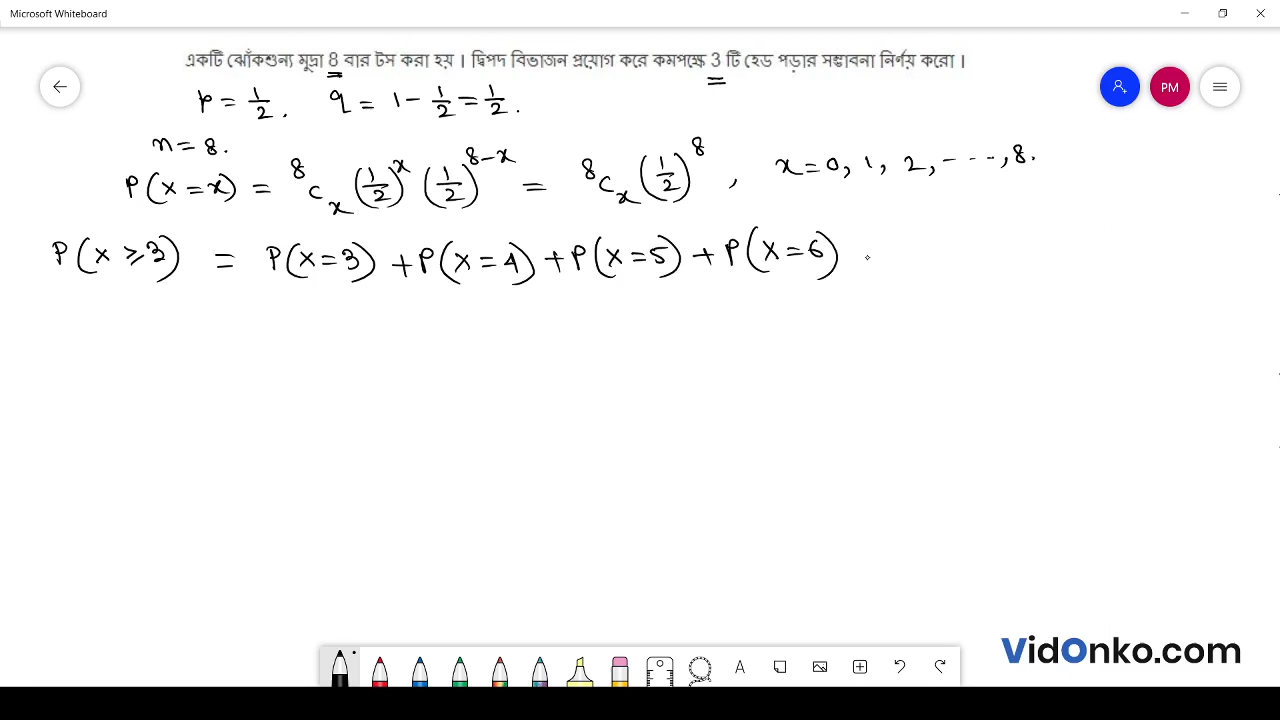 Microsoft Whiteboard
একটি ঝোঁকশুন্য মুদ্রা 8 বার টস করা হয় । দ্বিপদ বিভাজন প্রয়োগ করে কমপক্ষে 3 টি হেড পড়ার সম্ভাবনা নির্ণয় করো ।
PM
p = 1/2 . q = 1 - 1/2 = 1/2 .
n = 8.
P(X = x) = ⁸Cₓ (1/2)^x (1/2)^(8-x) = ⁸Cₓ (1/2)^8 , x = 0, 1, 2, - - - -, 8.
P(X ≥ 3) = P(X = 3) + P(X = 4) + P(X = 5) + P(X = 6)
VidOnko.com
A